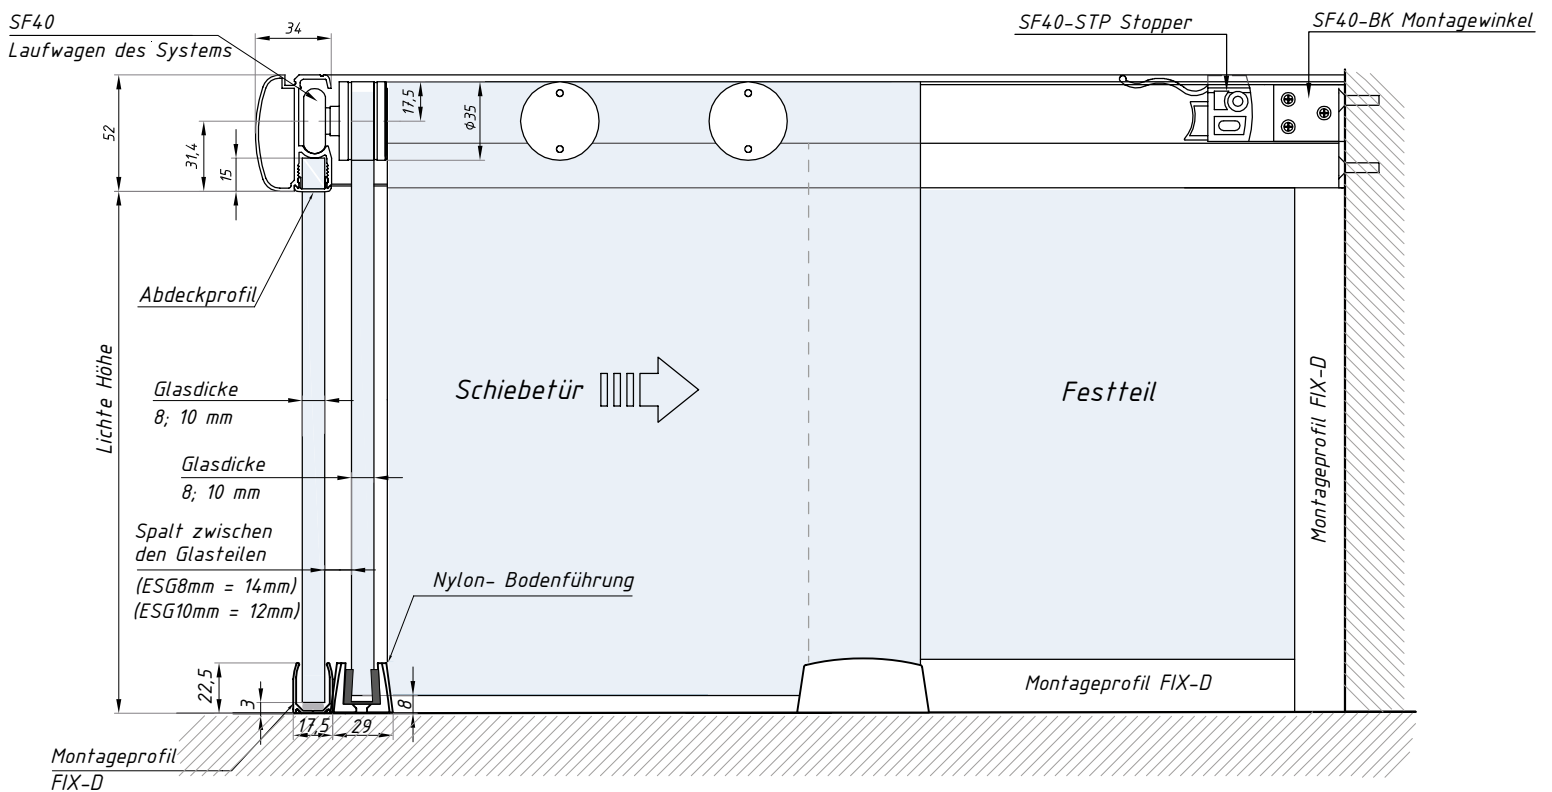 SF40
Laufwagen des Systems
34
SF40-STP Stopper
SF40-BK Montagewinkel
52
31,4
15
17,5
Φ35
Abdeckprofil
Lichte Höhe
Glasdicke
8; 10 mm
Glasdicke
8; 10 mm
Schiebetür
Festteil
Montageprofil FIX-D
Spalt zwischen
den Glasteilen
(ESG8mm = 14mm)
(ESG10mm = 12mm)
Nylon- Bodenführung
Montageprofil FIX-D
22,5
3
8
17,5
29
Montageprofil
FIX-D